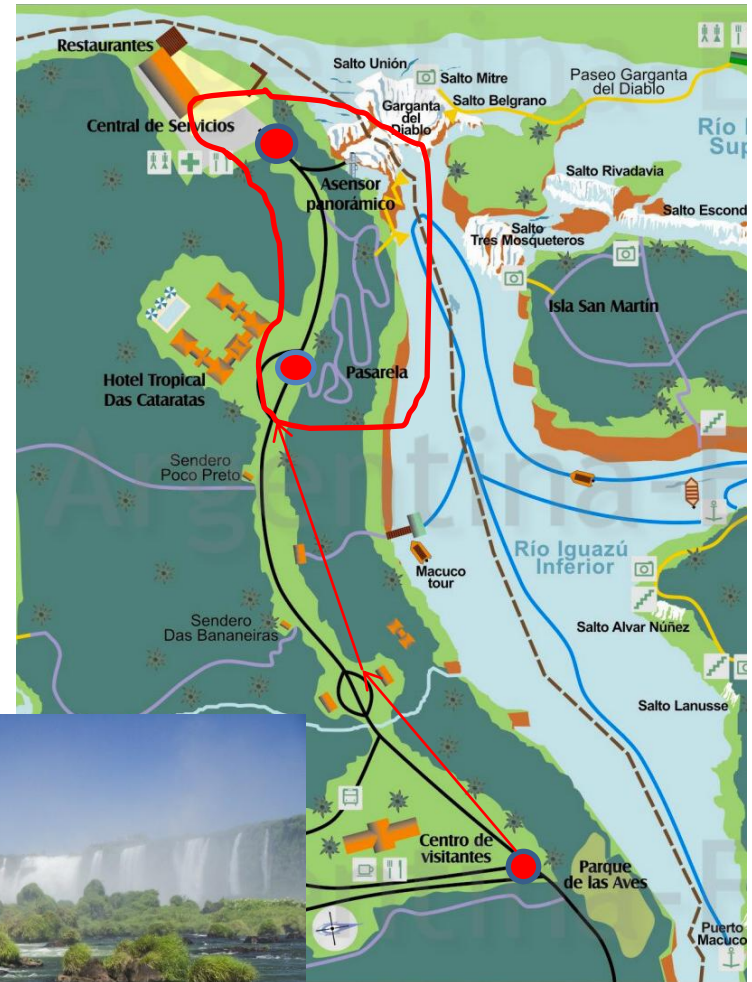 Restaurantes
Central de Servicios
Salto Unión
Salto Mitre
Garganta
del
Diablo
Salto Belgrano
Paseo Garganta
del Diablo
Río
Sup
Asensor
panorámico
Salto Rivadavia
Salto Escond
Salto
Tres Mosqueteros
Isla San Martín
Hotel Tropical
Das Cataratas
Pasarela
Sendero
Poco Preto
Macuco
tour
Río Iguazú
Inferior
Sendero
Das Bananeiras
Salto Alvar Núñez
Salto Lanusse
Centro de
visitantes
Parque
de las Aves
Puerto
Macuco
Argentina-